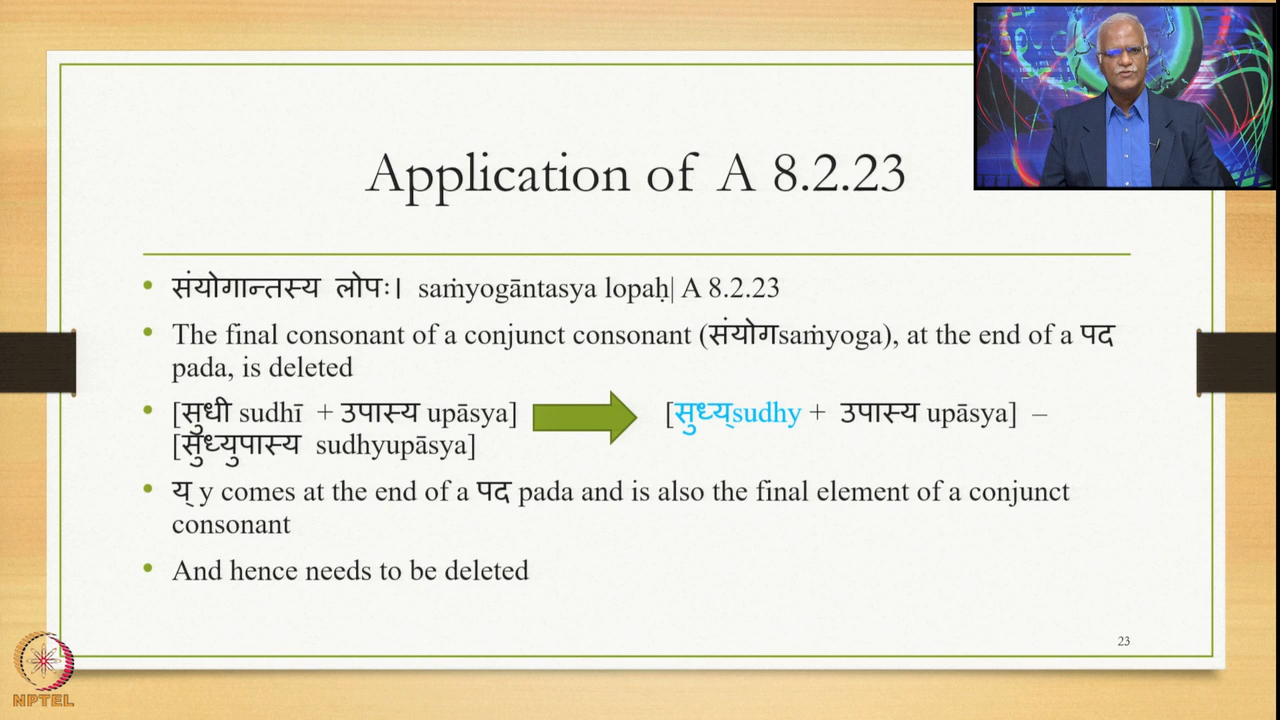 Application of A 8.2.23
• संयोगान्तस्य लोपः। saṁyogāntasya lopaḥ| A 8.2.23
• The final consonant of a conjunct consonant (संयोगsaṁyoga), at the end of a पद
pada, is deleted
• [सुधी sudhī + उपास्य upāsya] [सुध्य्sudhy + उपास्य upāsya] –
[सुध्युपास्य sudhyupāsya]
• य् y comes at the end of a पद pada and is also the final element of a conjunct
consonant
• And hence needs to be deleted
23
NPTEL